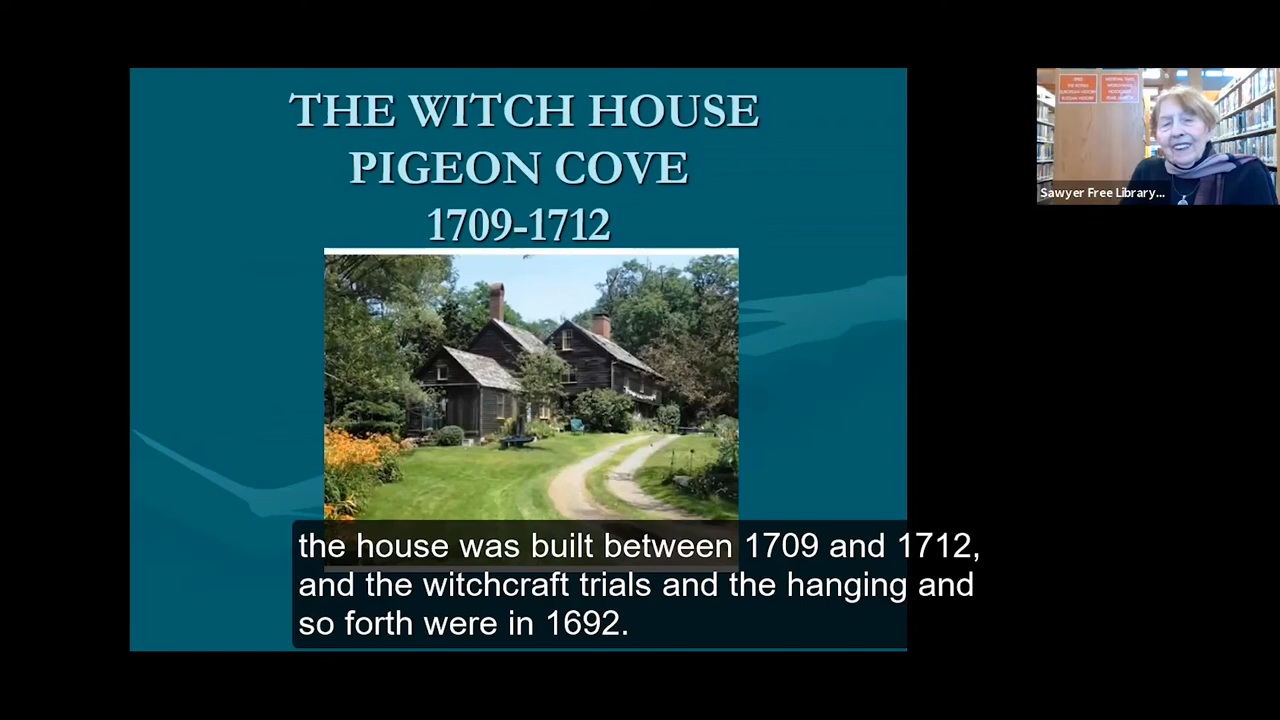 THE WITCH HOUSE
PIGEON COVE
1709-1712
Sawyer Free Library...
the house was built between 1709 and 1712,
and the witchcraft trials and the hanging and
so forth were in 1692.